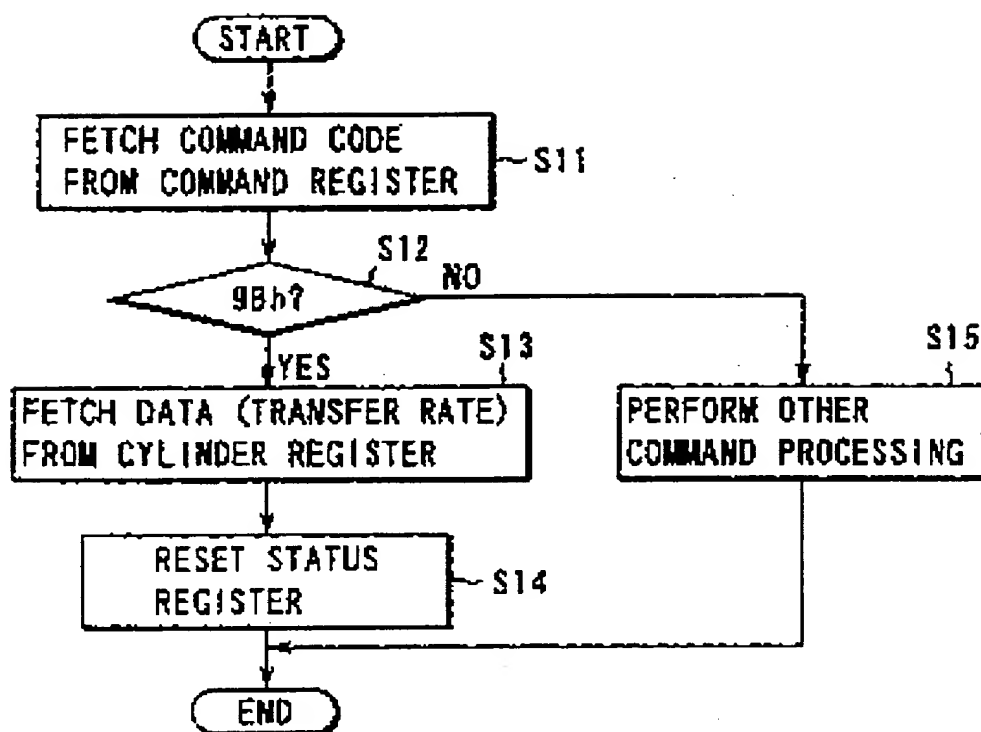 START
FETCH COMMAND CODE
FROM COMMAND REGISTER
S11
S12
9Bh?
NO
YES
S13
FETCH DATA (TRANSFER RATE)
FROM CYLINDER REGISTER
S15
PERFORM OTHER
COMMAND PROCESSING
RESET STATUS
REGISTER
S14
END